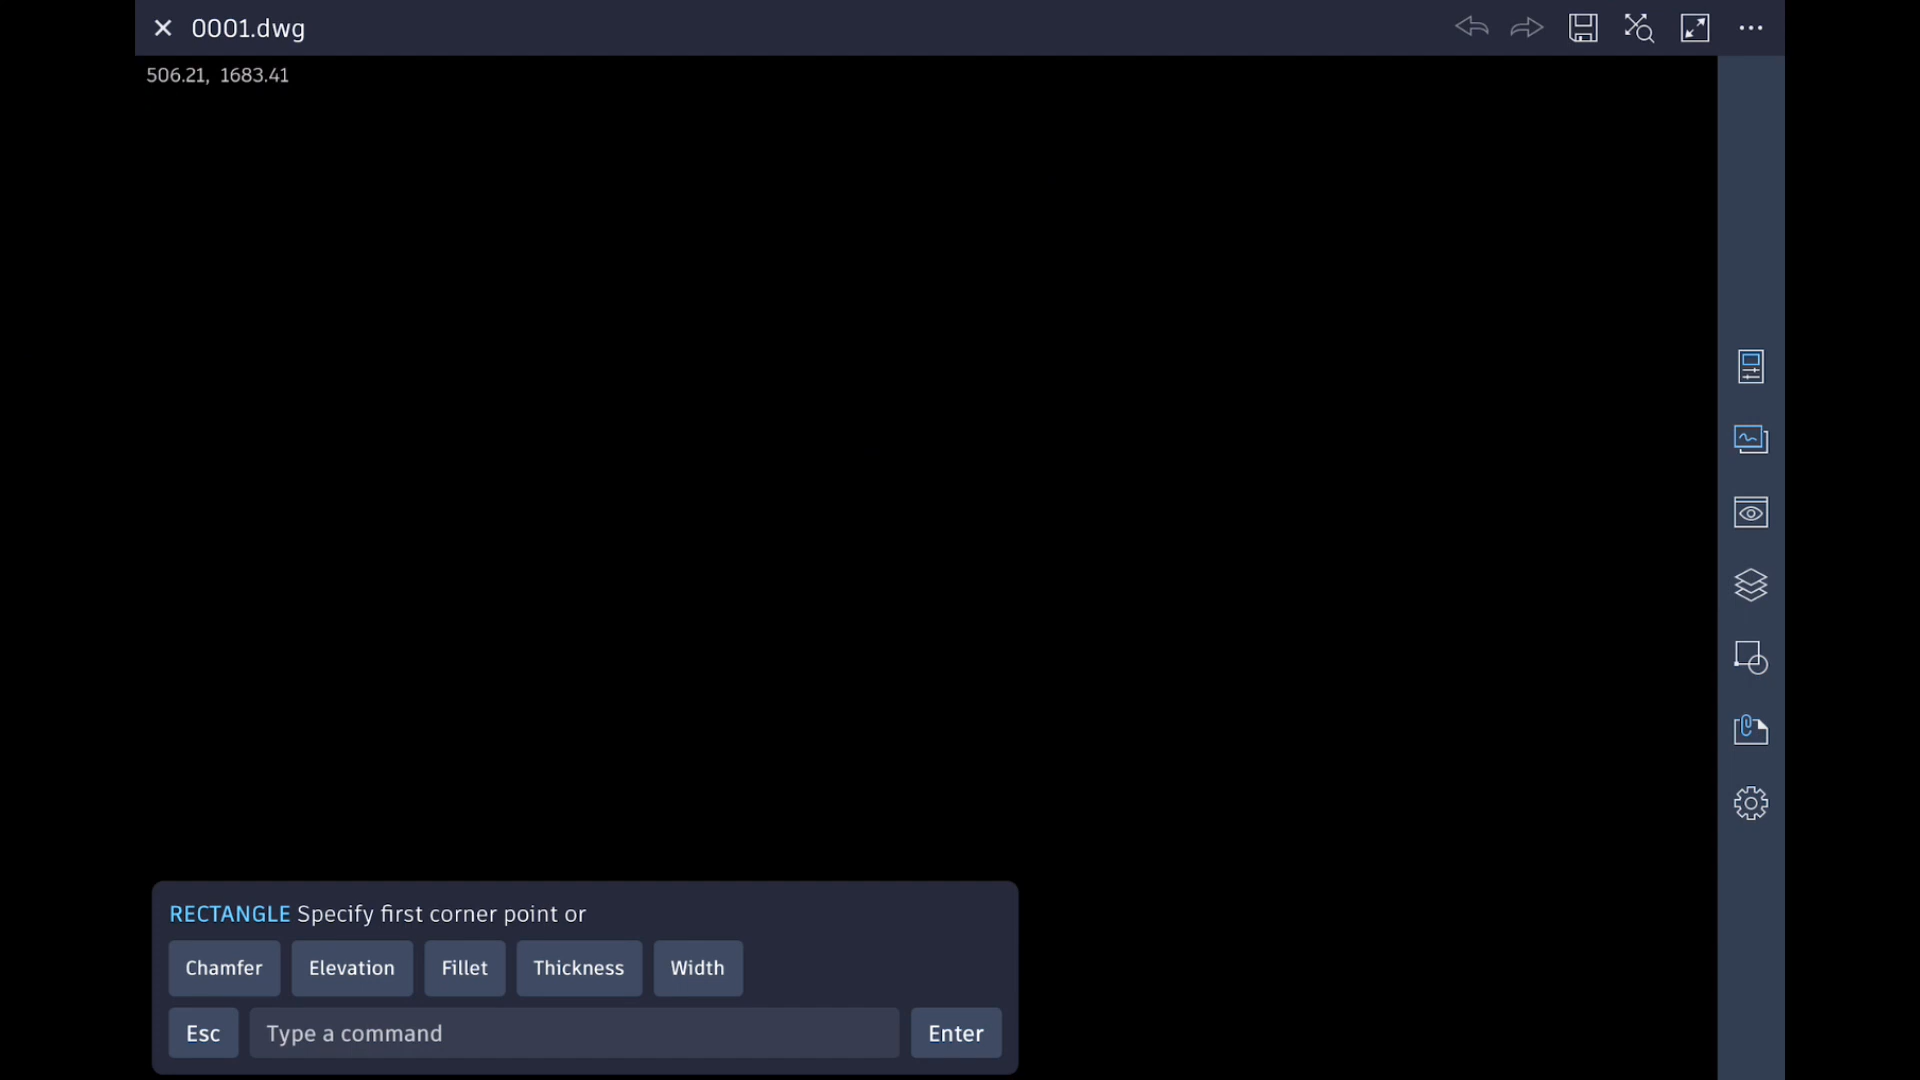 0001.dwg
506.21, 1683.41
RECTANGLE Specify first corner point or
Chamfer Elevation Fillet Thickness Width
Esc Type a command Enter